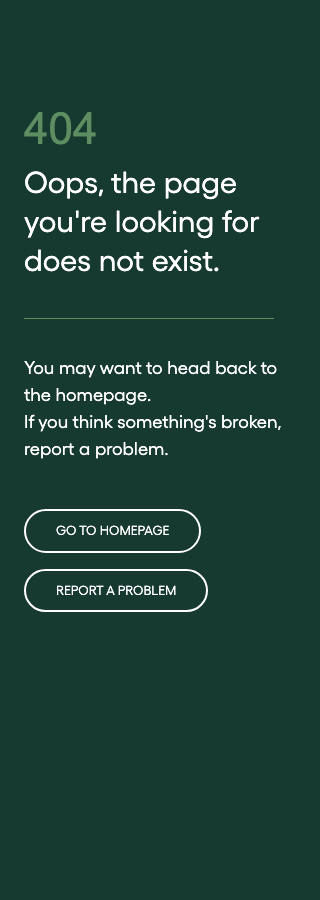 404
Oops, the page
you're looking for
does not exist.
You may want to head back to
the homepage.
If you think something's broken,
report a problem.
GO TO HOMEPAGE
REPORT A PROBLEM